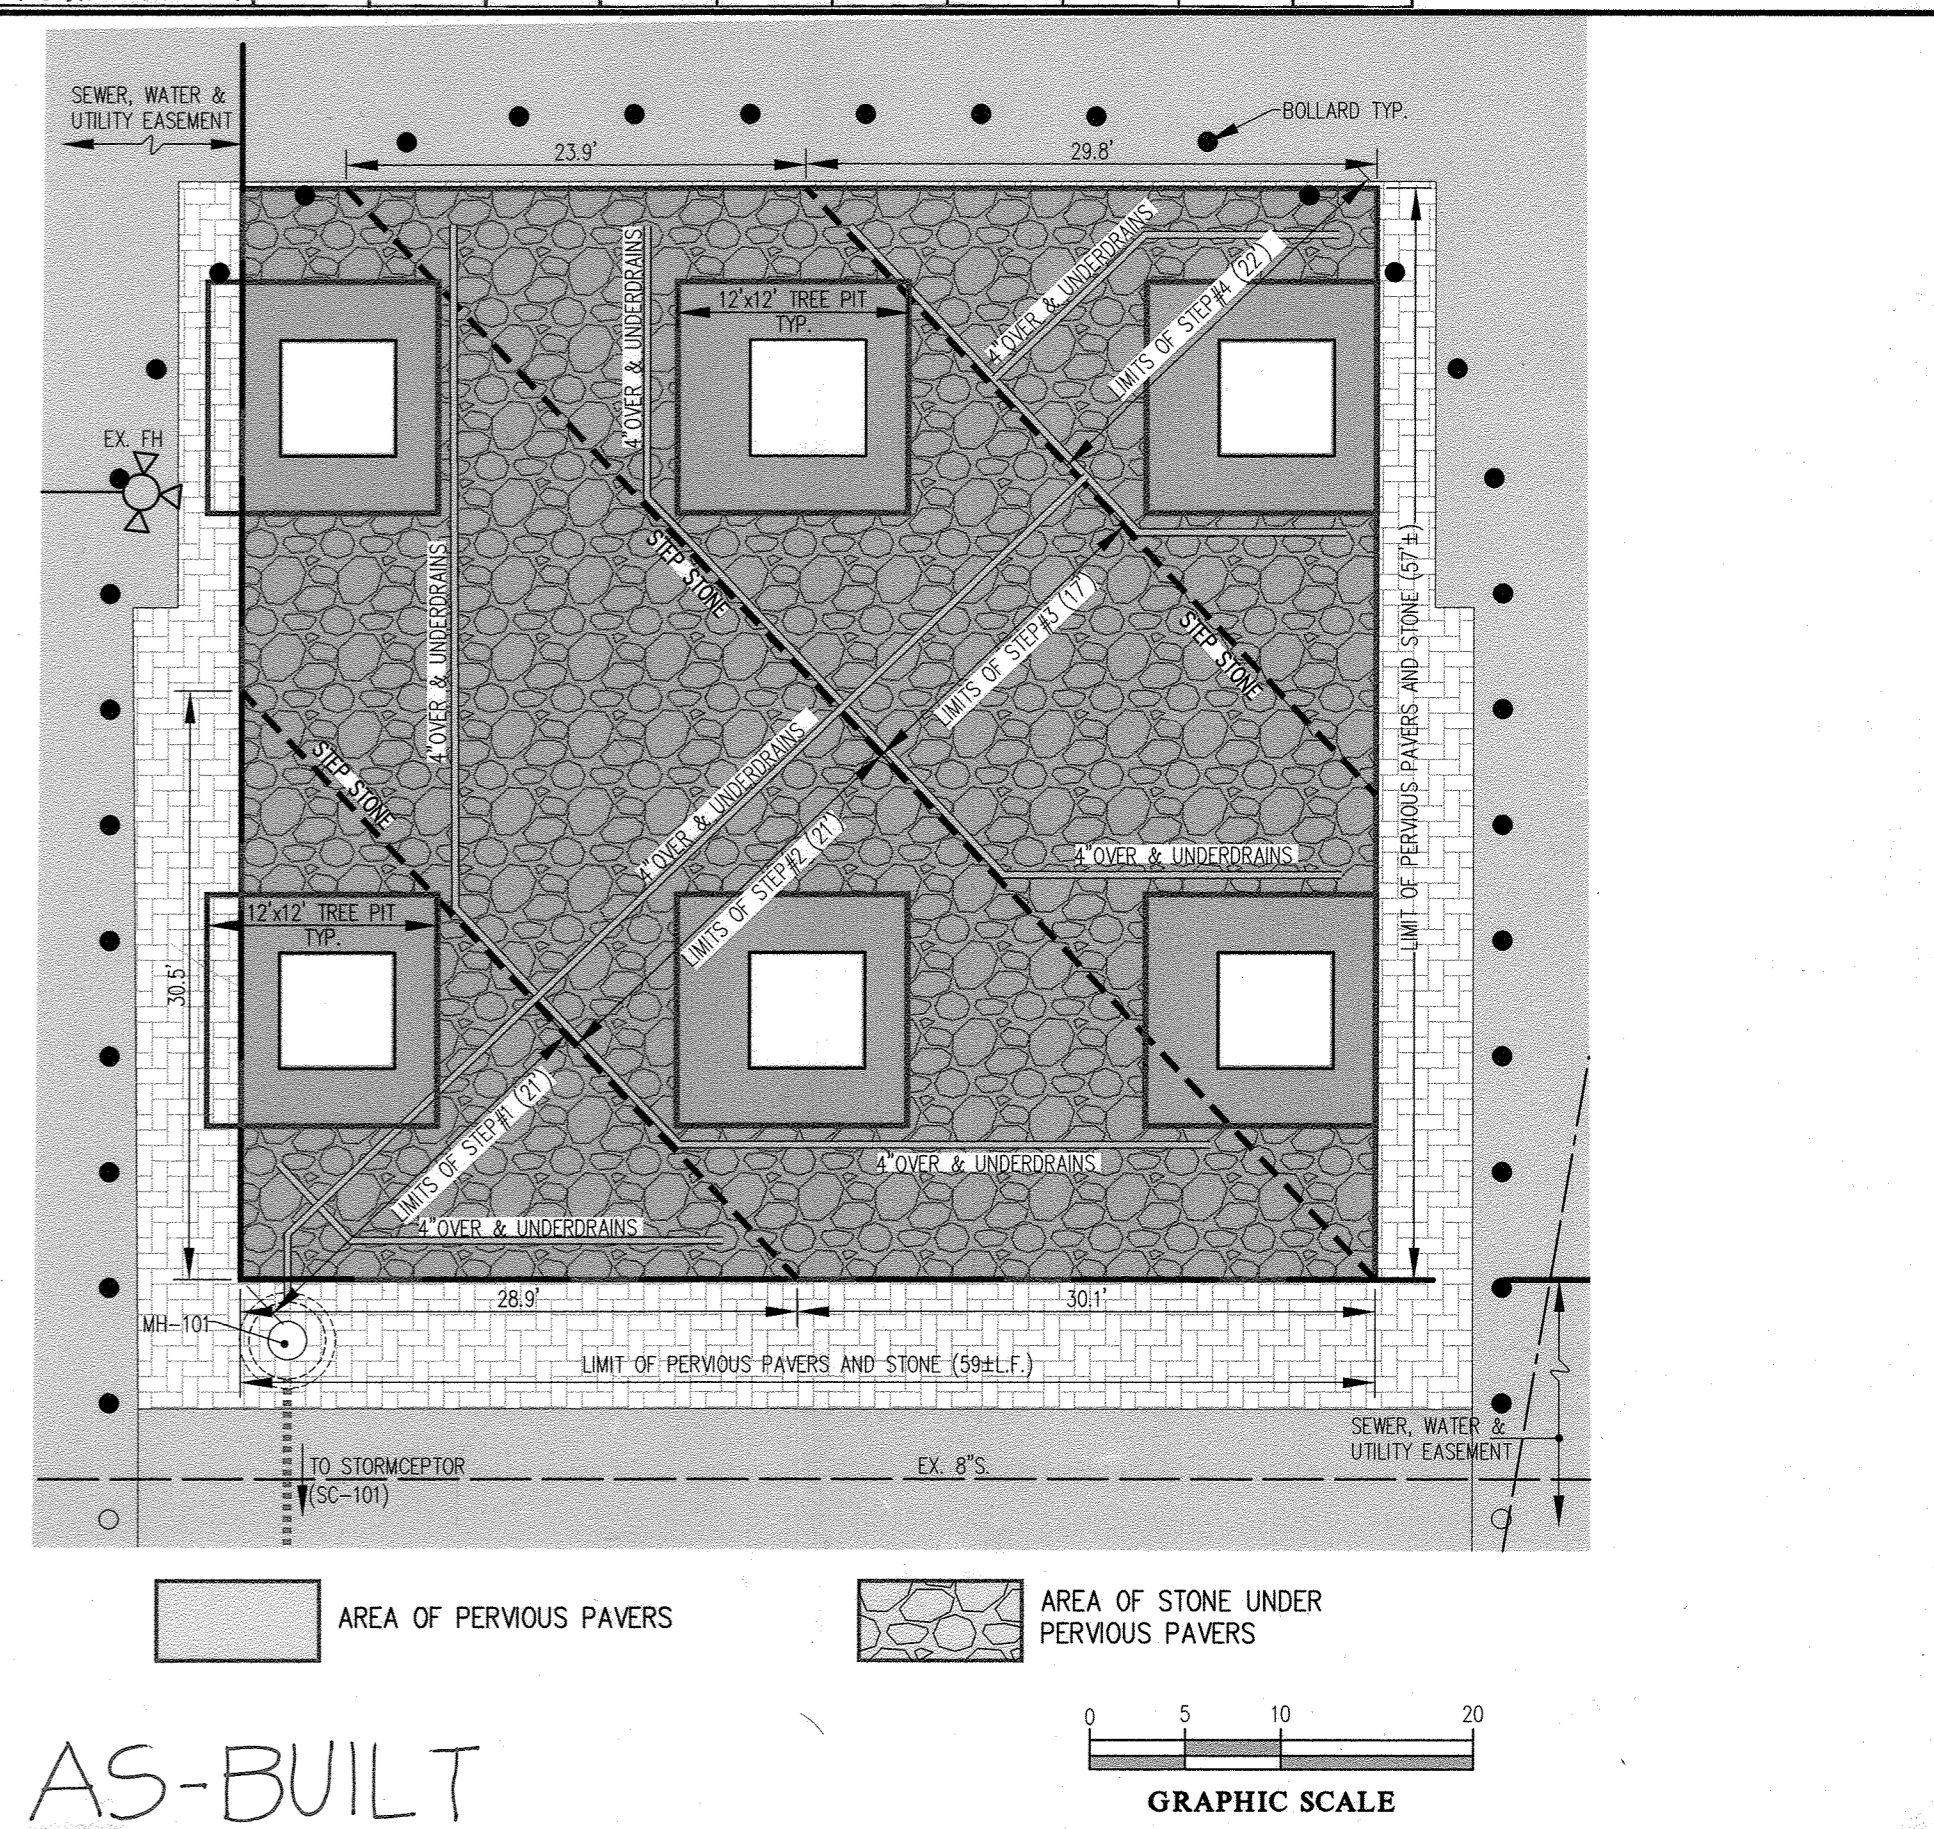 SEWER, WATER &
UTILITY EASEMENT
BOLLARD TYP.
23.9'
29.8'
4"OVER & UNDERDRAINS
4"OVER & UNDERDRAINS
LIMITS OF STEP#4 (22')
12'x12' TREE PIT
TYP.
EX. FH
STEP STONE
4"OVER & UNDERDRAINS
LIMITS OF STEP#3 (17')
STEP STONE
LIMIT OF PERVIOUS PAVERS AND STONE (57'±)
STEP STONE
4"OVER & UNDERDRAINS
LIMITS OF STEP#2 (21')
4"OVER & UNDERDRAINS
12'x12' TREE PIT
TYP.
30.5'
LIMITS OF STEP#1 (21')
4"OVER & UNDERDRAINS
4"OVER & UNDERDRAINS
28.9'
30.1'
MH-101
LIMIT OF PERVIOUS PAVERS AND STONE (59±L.F.)
SEWER, WATER &
UTILITY EASEMENT
TO STORMCEPTOR
(SC-101)
EX. 8"S.
AREA OF PERVIOUS PAVERS
AREA OF STONE UNDER
PERVIOUS PAVERS
0 5 10 20
GRAPHIC SCALE
AS-BUILT